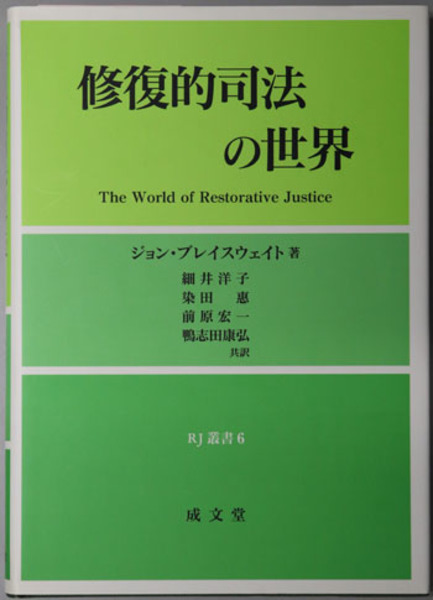 修復的司法
の世界
The World of Restorative Justice
ジョン・ブレイスウェイト 著
細井洋子
染田 惠
前原宏一
鴨志田康弘
共訳
RJ 叢書 6
成文堂